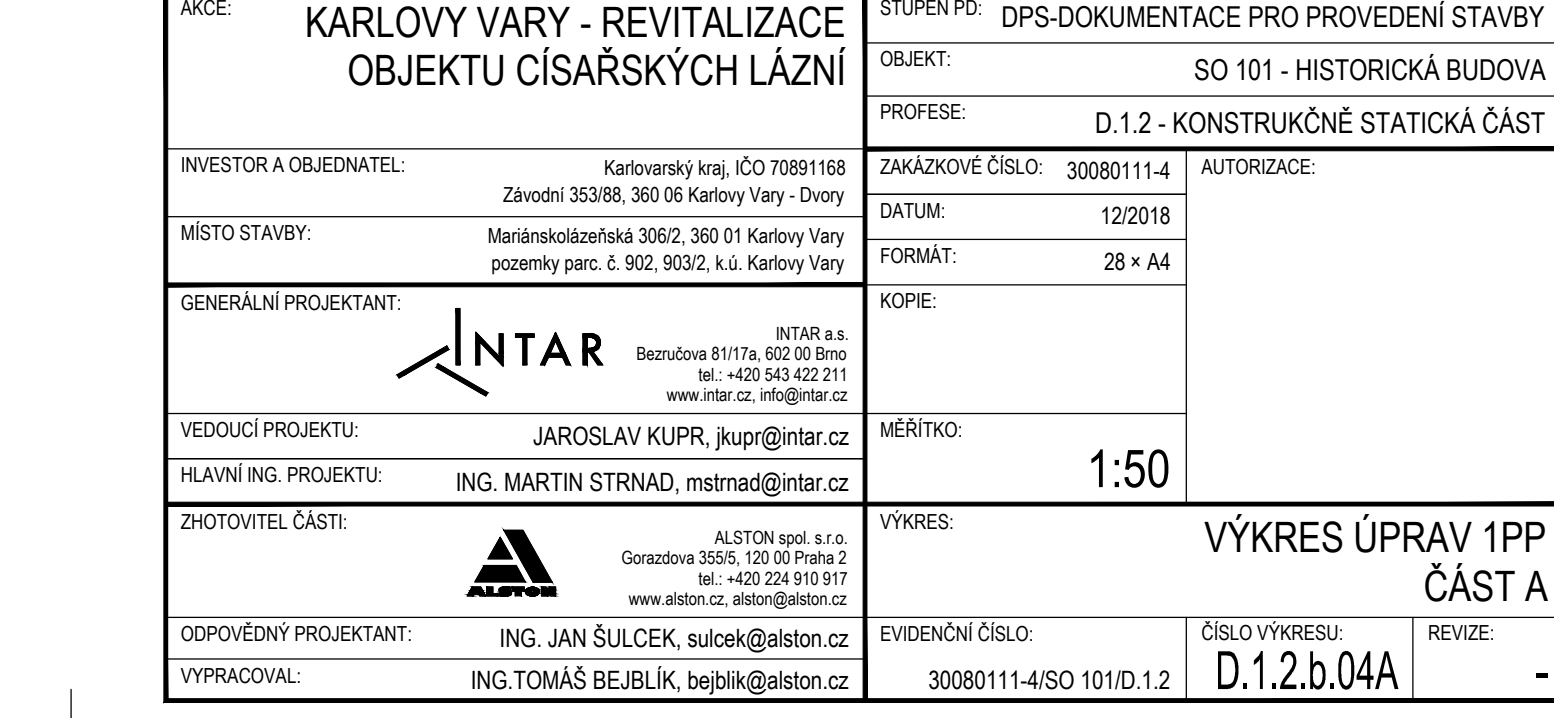 AKCE:
KARLOVY VARY - REVITALIZACE
OBJEKTU CÍSAŘSKÝCH LÁZNÍ
INVESTOR A OBJEDNATEL:
Karlovarský kraj, IČO 70891168
Závodní 353/88, 360 06 Karlovy Vary - Dvory
MÍSTO STAVBY:
Mariánskolázeňská 306/2, 360 01 Karlovy Vary
pozemky parc. č. 902, 903/2, k.ú. Karlovy Vary
GENERÁLNÍ PROJEKTANT:
INTAR
INTAR a.s.
Bezručova 81/17a, 602 00 Brno
tel.: +420 543 422 211
www.intar.cz, info@intar.cz
VEDOUCÍ PROJEKTU:
JAROSLAV KUPR, jkupr@intar.cz
HLAVNÍ ING. PROJEKTU:
ING. MARTIN STRNAD, mstrnad@intar.cz
ZHOTOVITEL ČÁSTI:
ALSTON
ALSTON spol. s.r.o.
Gorazdova 355/5, 120 00 Praha 2
tel.: +420 224 910 917
www.alston.cz, alston@alston.cz
ODPOVĚDNÝ PROJEKTANT:
ING. JAN ŠULCEK, sulcek@alston.cz
VYPRACOVAL:
ING.TOMÁŠ BEJBLÍK, bejblik@alston.cz
STUPEŇ PD:
DPS-DOKUMENTACE PRO PROVEDENÍ STAVBY
OBJEKT:
SO 101 - HISTORICKÁ BUDOVA
PROFESE:
D.1.2 - KONSTRUKČNĚ STATICKÁ ČÁST
ZAKÁZKOVÉ ČÍSLO:
30080111-4
DATUM:
12/2018
FORMÁT:
28 × A4
KOPIE:
MĚŘÍTKO:
1:50
AUTORIZACE:
VÝKRES:
VÝKRES ÚPRAV 1PP
ČÁST A
EVIDENČNÍ ČÍSLO:
30080111-4/SO 101/D.1.2
ČÍSLO VÝKRESU:
D.1.2.b.04A
REVIZE:
-